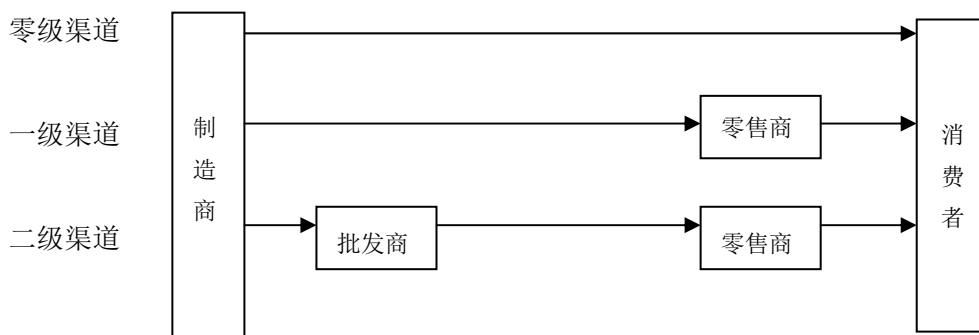 零级渠道
制造商
消费者
一级渠道
零售商
二级渠道
批发商
零售商